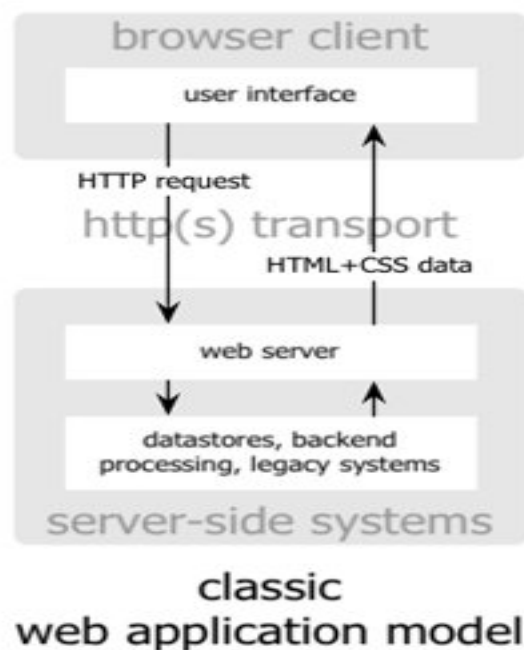 browser client
user interface
HTTP request
http(s) transport
HTML+CSS data
web server
datastores, backend
processing, legacy systems
server-side systems
classic
web application model